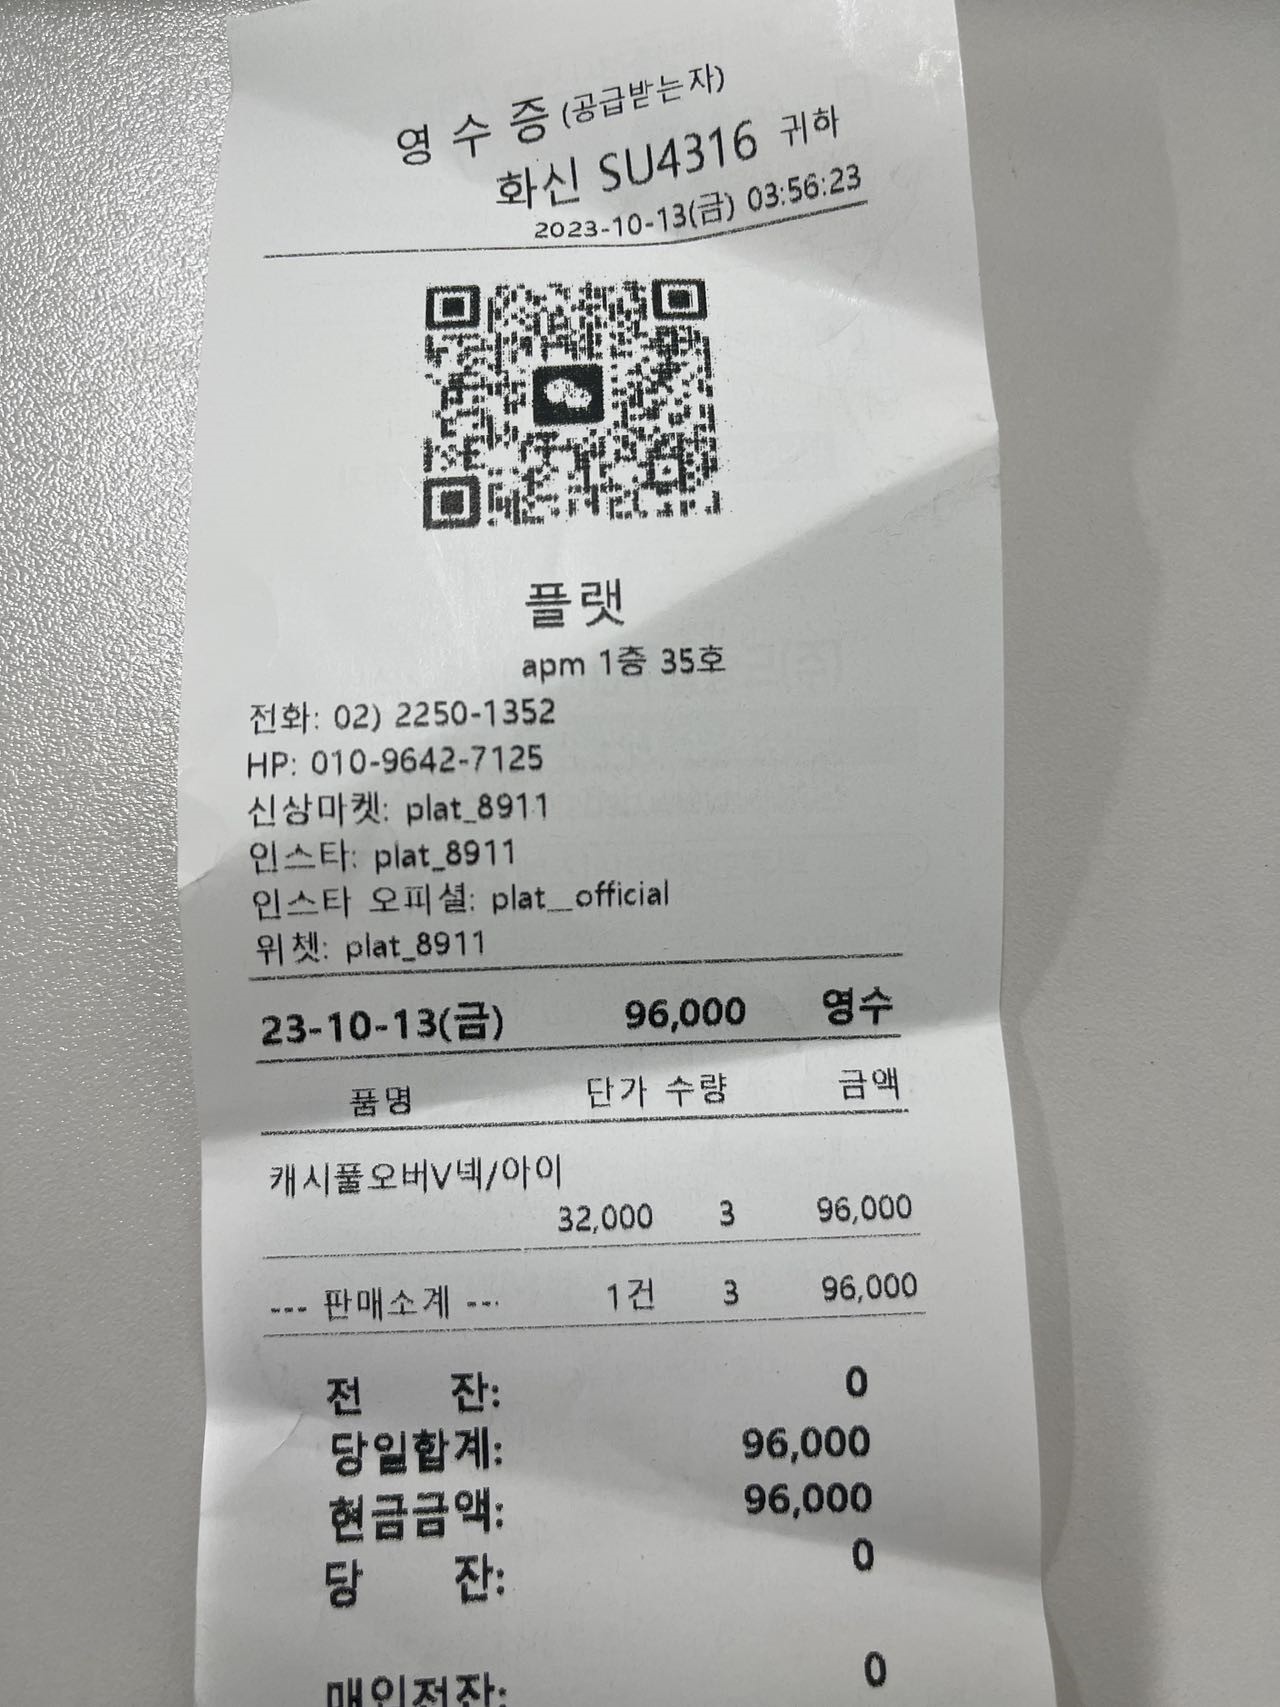 영 수 증 (공급받는자)
화신 SU4316 귀하
2023-10-13(금) 03:56:23
플랫
apm 1층 35호
전화: 02) 2250-1352
HP: 010-9642-7125
신상마켓: plat_8911
인스타: plat_8911
인스타 오피셜: plat__official
위쳇: plat_8911
23-10-13(금) 96,000 영수
품명 단가 수량 금액
캐시풀오버V넥/아이
32,000 3 96,000
--- 판매소계 --- 1건 3 96,000
전 잔: 0
당일합계: 96,000
현금금액: 96,000
당 잔: 0
매입전잔: 0